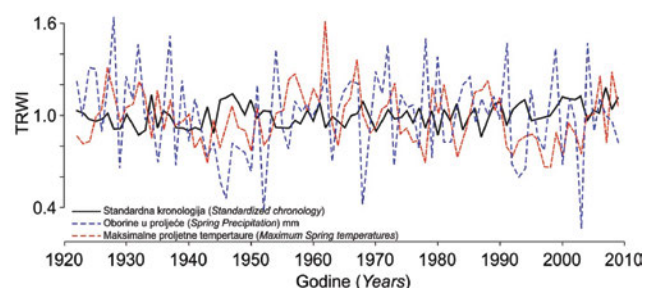 1.6
TRWI
1.0
0.4
Standardna kronologija (Standardized chronology)
Oborine u proljeće (Spring Precipitation) mm
Maksimalne proljetne tempertaure (Maximum Spring temperatures)
1920 1930 1940 1950 1960 1970 1980 1990 2000 2010
Godine (Years)